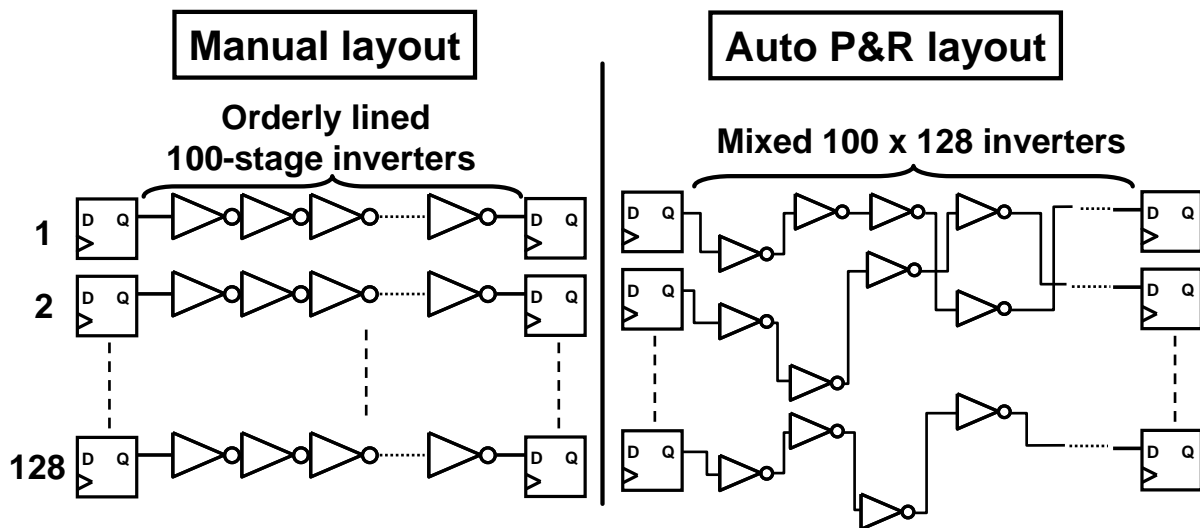 Manual layout
Auto P&R layout
Orderly lined
100-stage inverters
Mixed 100 x 128 inverters
1
D Q
D Q
D Q
D Q
2
D Q
D Q
D Q
D Q
128
D Q
D Q
D Q
D Q